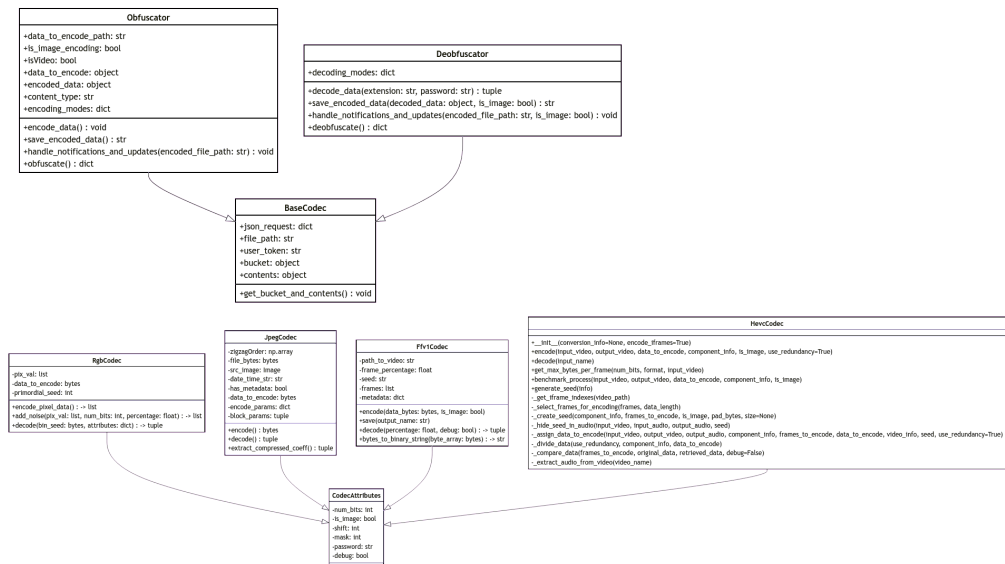 Obfuscator
+data_to_encode_path: str
+is_image_encoding: bool
+isVideo: bool
+data_to_encode: object
+encoded_data: object
+content_type: str
+encoding_modes: dict
+encode_data() : void
+save_encoded_data() : str
+handle_notifications_and_updates(encoded_file_path: str) : void
+obfuscate() : dict
Deobfuscator
+decoding_modes: dict
+decode_data(extension: str, password: str) : tuple
+save_encoded_data(decoded_data: object, is_image: bool) : str
+handle_notifications_and_updates(encoded_file_path: str, is_image: bool) : void
+deobfuscate() : dict
BaseCodec
+json_request: dict
+file_path: str
+user_token: str
+bucket: object
+contents: object
+get_bucket_and_contents() : void
RgbCodec
-pix_val: list
-data_to_encode: bytes
-primordial_seed: int
+encode_pixel_data() : -> list
+add_noise(pix_val: list, num_bits: int, percentage: float) : -> list
+decode(bin_seed: bytes, attributes: dict) : -> tuple
JpegCodec
-zigzagOrder: np.array
-file_bytes: bytes
-src_image: image
-date_time_str: str
-has_metadata: bool
-data_to_encode: bytes
-encode_params: dict
-block_params: tuple
+encode() : bytes
+decode() : tuple
+extract_compressed_coeff() : tuple
Ffv1Codec
-path_to_video: str
-frame_percentage: float
-seed: str
-frames: list
-metadata: dict
+encode(data_bytes: bytes, is_image: bool)
+save(output_name: str)
+decode(percentage: float, debug: bool) : -> tuple
+bytes_to_binary_string(byte_array: bytes) : -> str
HevcCodec
+__init__(conversion_info=None, encode_iframes=True)
+encode(input_video, output_video, data_to_encode, component_info, is_image, use_redundancy=True)
+decode(input_name)
+get_max_bytes_per_frame(num_bits, format, input_video)
+benchmark_process(input_video, output_video, data_to_encode, component_info, is_image)
+generate_seed(info)
-_get_iframe_indexes(video_path)
-_select_frames_for_encoding(frames, data_length)
-_create_seed(component_info, frames_to_encode, is_image, pad_bytes, size=None)
-_hide_seed_in_audio(input_video, input_audio, output_audio, seed)
-_assign_data_to_encode(input_video, output_video, output_audio, component_info, frames_to_encode, data_to_encode, video_info, seed, use_redundancy=True)
-_divide_data(use_redundancy, component_info, data_to_encode)
-_compare_data(frames_to_encode, original_data, retrieved_data, debug=False)
-_extract_audio_from_video(video_name)
CodecAttributes
-num_bits: int
-is_image: bool
-shift: int
-mask: int
-password: str
-debug: bool